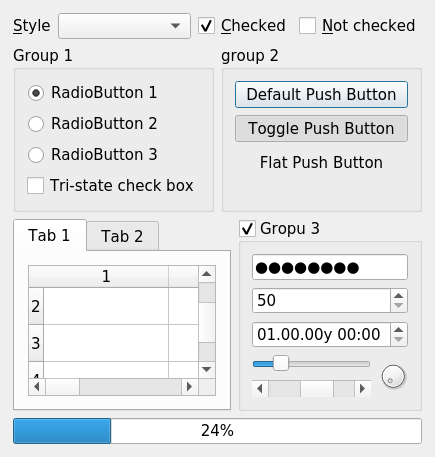 Style Checked Not checked
Group 1
RadioButton 1
RadioButton 2
RadioButton 3
Tri-state check box
group 2
Default Push Button
Toggle Push Button
Flat Push Button
Tab 1 Tab 2
1
2
3
4
Gropu 3
●●●●●●●●
50
01.00.00y 00:00
24%